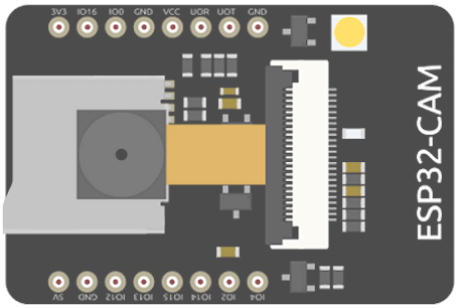 3V3 IO16 IO0 GND VCC UOR UOT GND
ESP32-CAM
5V GND IO12 IO13 IO15 IO14 IO2 IO4